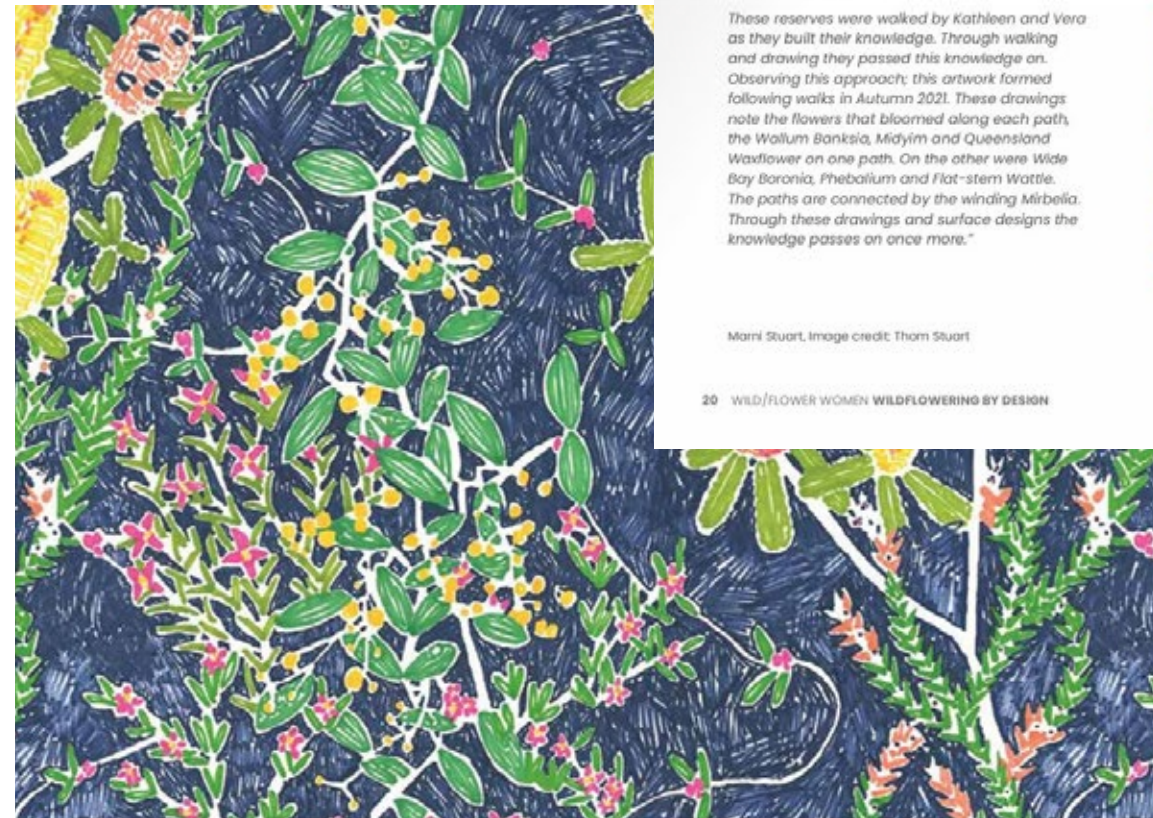 These reserves were walked by Kathleen and Vera
as they built their knowledge. Through walking
and drawing they passed this knowledge on.
Observing this approach; this artwork formed
following walks in Autumn 2021. These drawings
note the flowers that bloomed along each path,
the Wallum Banksia, Midyim and Queensland
Waxflower on one path. On the other were Wide
Bay Boronia, Phebalium and Flat-stem Wattle.
The paths are connected by the winding Mirbelia.
Through these drawings and surface designs the
knowledge passes on once more.”
Marni Stuart, Image credit: Thom Stuart
20 WILD/FLOWER WOMEN WILDFLOWERING BY DESIGN